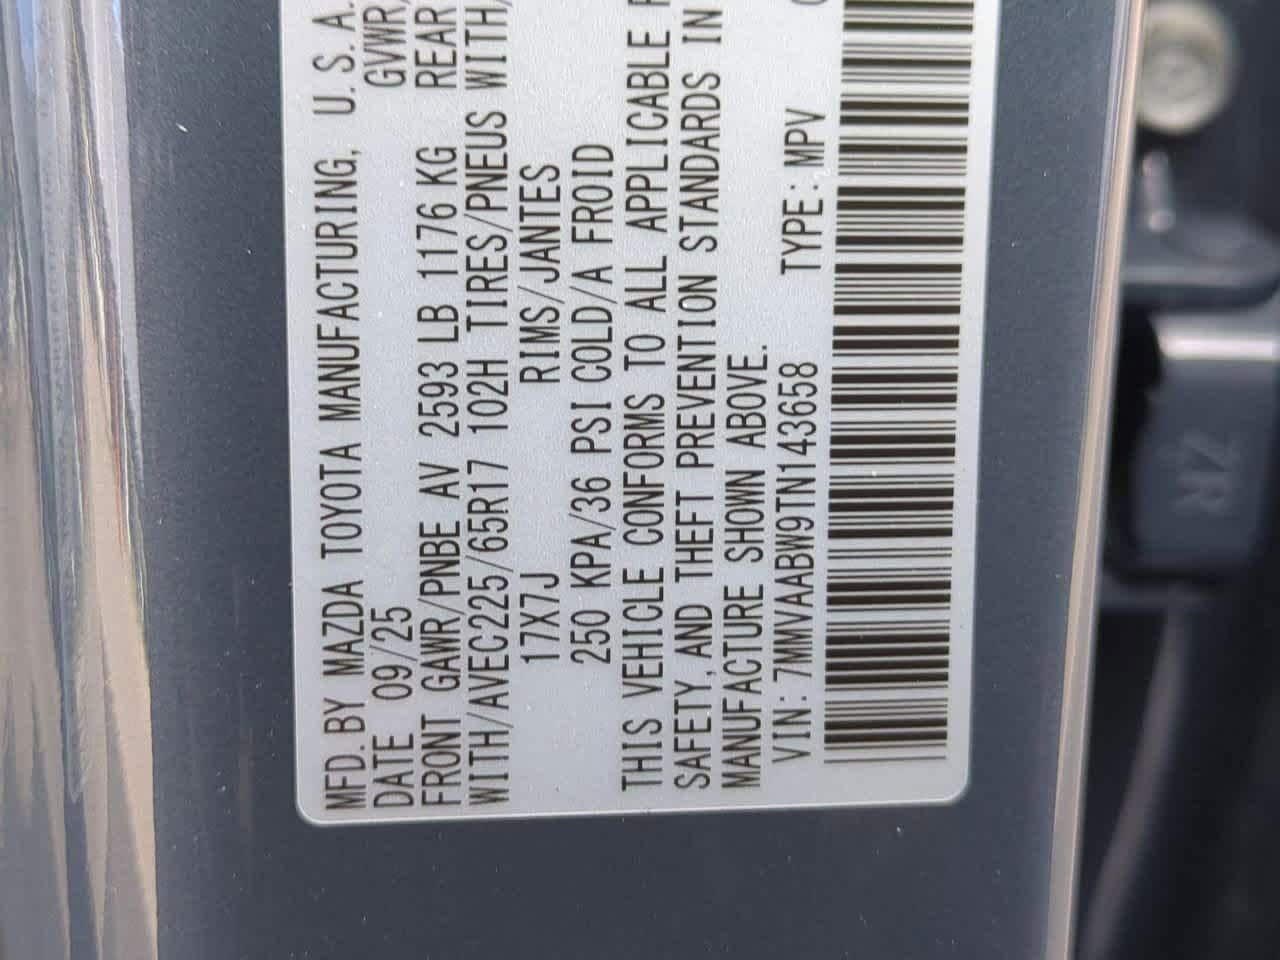 MFD. BY MAZDA TOYOTA MANUFACTURING, U.S.A.
DATE 09/25 GVWR/
FRONT GAWR/PNBE AV 2593 LB 1176 KG REAR
WITH/AVEC225/65R17 102H TIRES/PNEUS WITH/
17X7J RIMS/JANTES
250 KPA/36 PSI COLD/A FROID
THIS VEHICLE CONFORMS TO ALL APPLICABLE
SAFETY, AND THEFT PREVENTION STANDARDS IN
MANUFACTURE SHOWN ABOVE.
VIN: 7MMVAABW9TN143658 TYPE: MPV